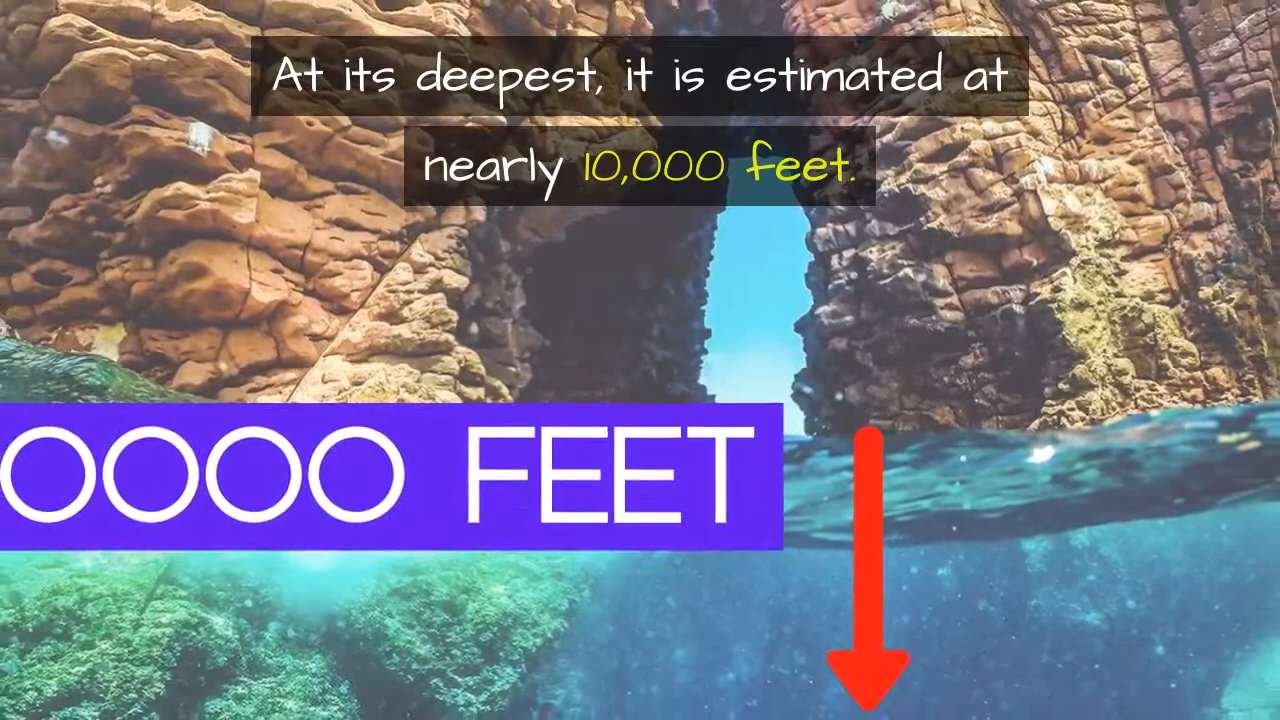 At its deepest, it is estimated at
nearly 10,000 feet.
0000 FEET